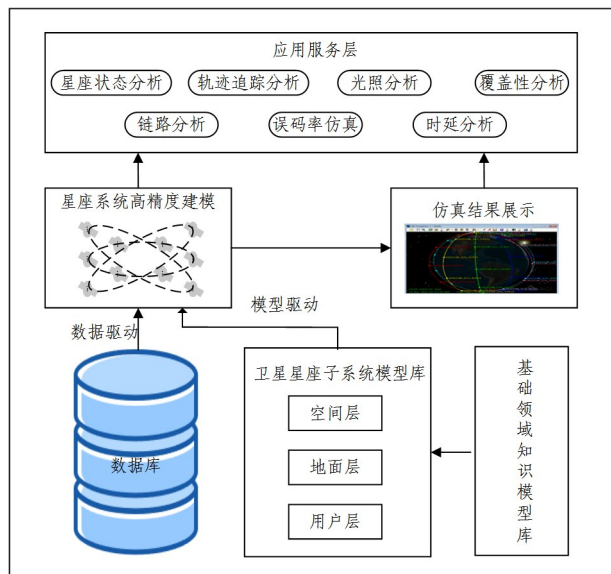 应用服务层
星座状态分析 轨迹追踪分析 光照分析 覆盖性分析
链路分析 误码率仿真 时延分析
星座系统高精度建模
仿真结果展示
模型驱动
数据驱动
数据库
卫星星座子系统模型库
空间层
地面层
用户层
基础领域知识模型库